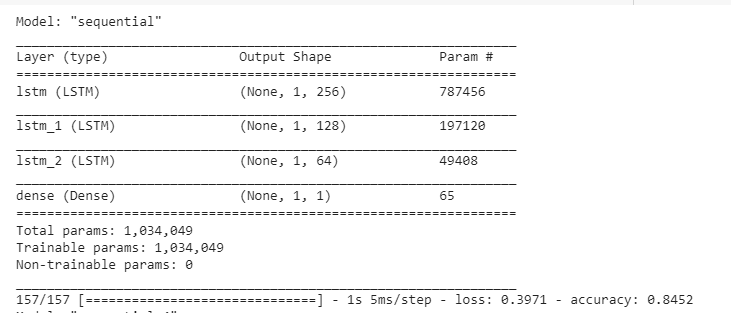 Model: "sequential"
_________________________________________________________________
Layer (type)                 Output Shape              Param #
=================================================================
lstm (LSTM)                  (None, 1, 256)            787456
_________________________________________________________________
lstm_1 (LSTM)                (None, 1, 128)            197120
_________________________________________________________________
lstm_2 (LSTM)                (None, 1, 64)             49408
_________________________________________________________________
dense (Dense)                (None, 1, 1)              65
=================================================================
Total params: 1,034,049
Trainable params: 1,034,049
Non-trainable params: 0
_________________________________________________________________
157/157 [==============================] - 1s 5ms/step - loss: 0.3971 - accuracy: 0.8452